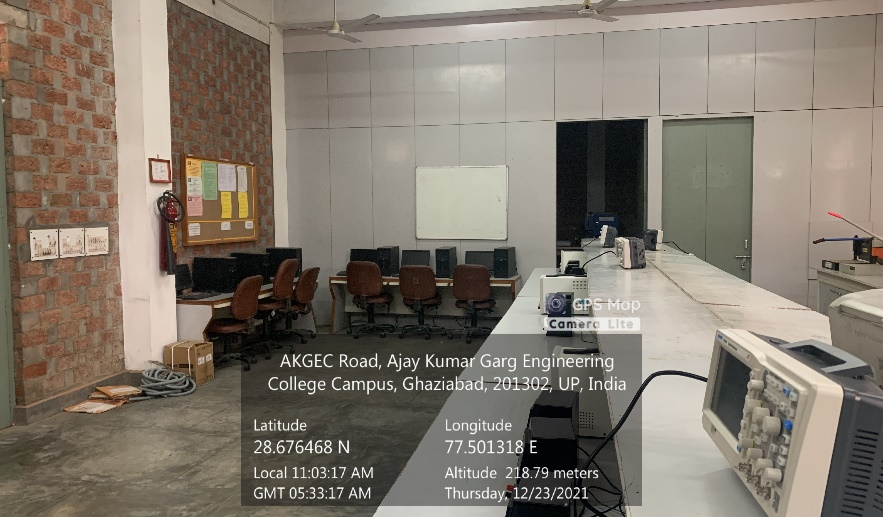 GPS Map
Camera Lite
AKGEC Road, Ajay Kumar Garg Engineering
College Campus, Ghaziabad, 201302, UP, India
Latitude
28.676468 N
Longitude
77.501318 E
Local 11:03:17 AM
GMT 05:33:17 AM
Altitude 218.79 meters
Thursday, 12/23/2021